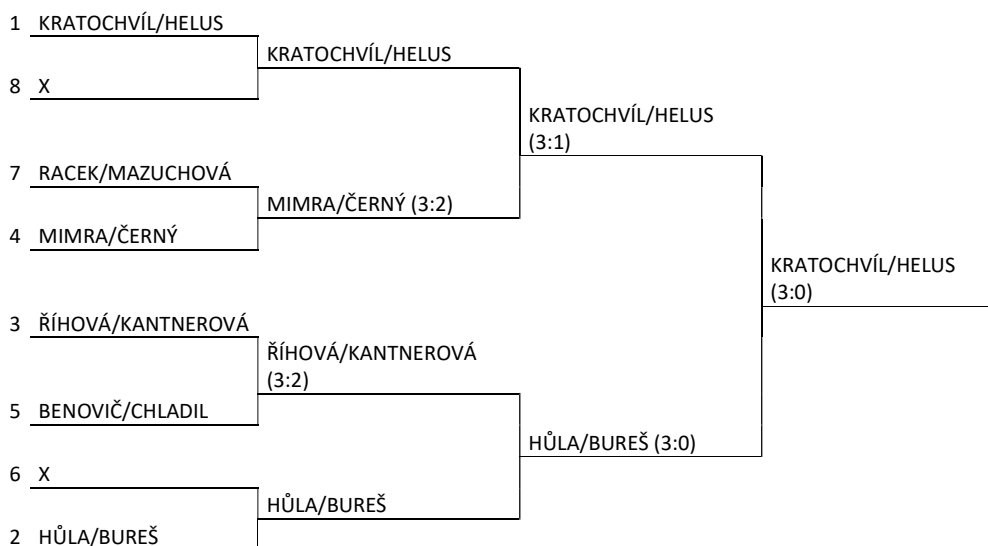 1 KRATOCHVÍL/HELUS
KRATOCHVÍL/HELUS
8 X
KRATOCHVÍL/HELUS
(3:1)
7 RACEK/MAZUCHOVÁ
MIMRA/ČERNÝ (3:2)
4 MIMRA/ČERNÝ
KRATOCHVÍL/HELUS
(3:0)
3 ŘÍHOVÁ/KANTNEROVÁ
ŘÍHOVÁ/KANTNEROVÁ
(3:2)
5 BENOVIČ/CHLADIL
HŮLA/BUREŠ (3:0)
6 X
HŮLA/BUREŠ
2 HŮLA/BUREŠ